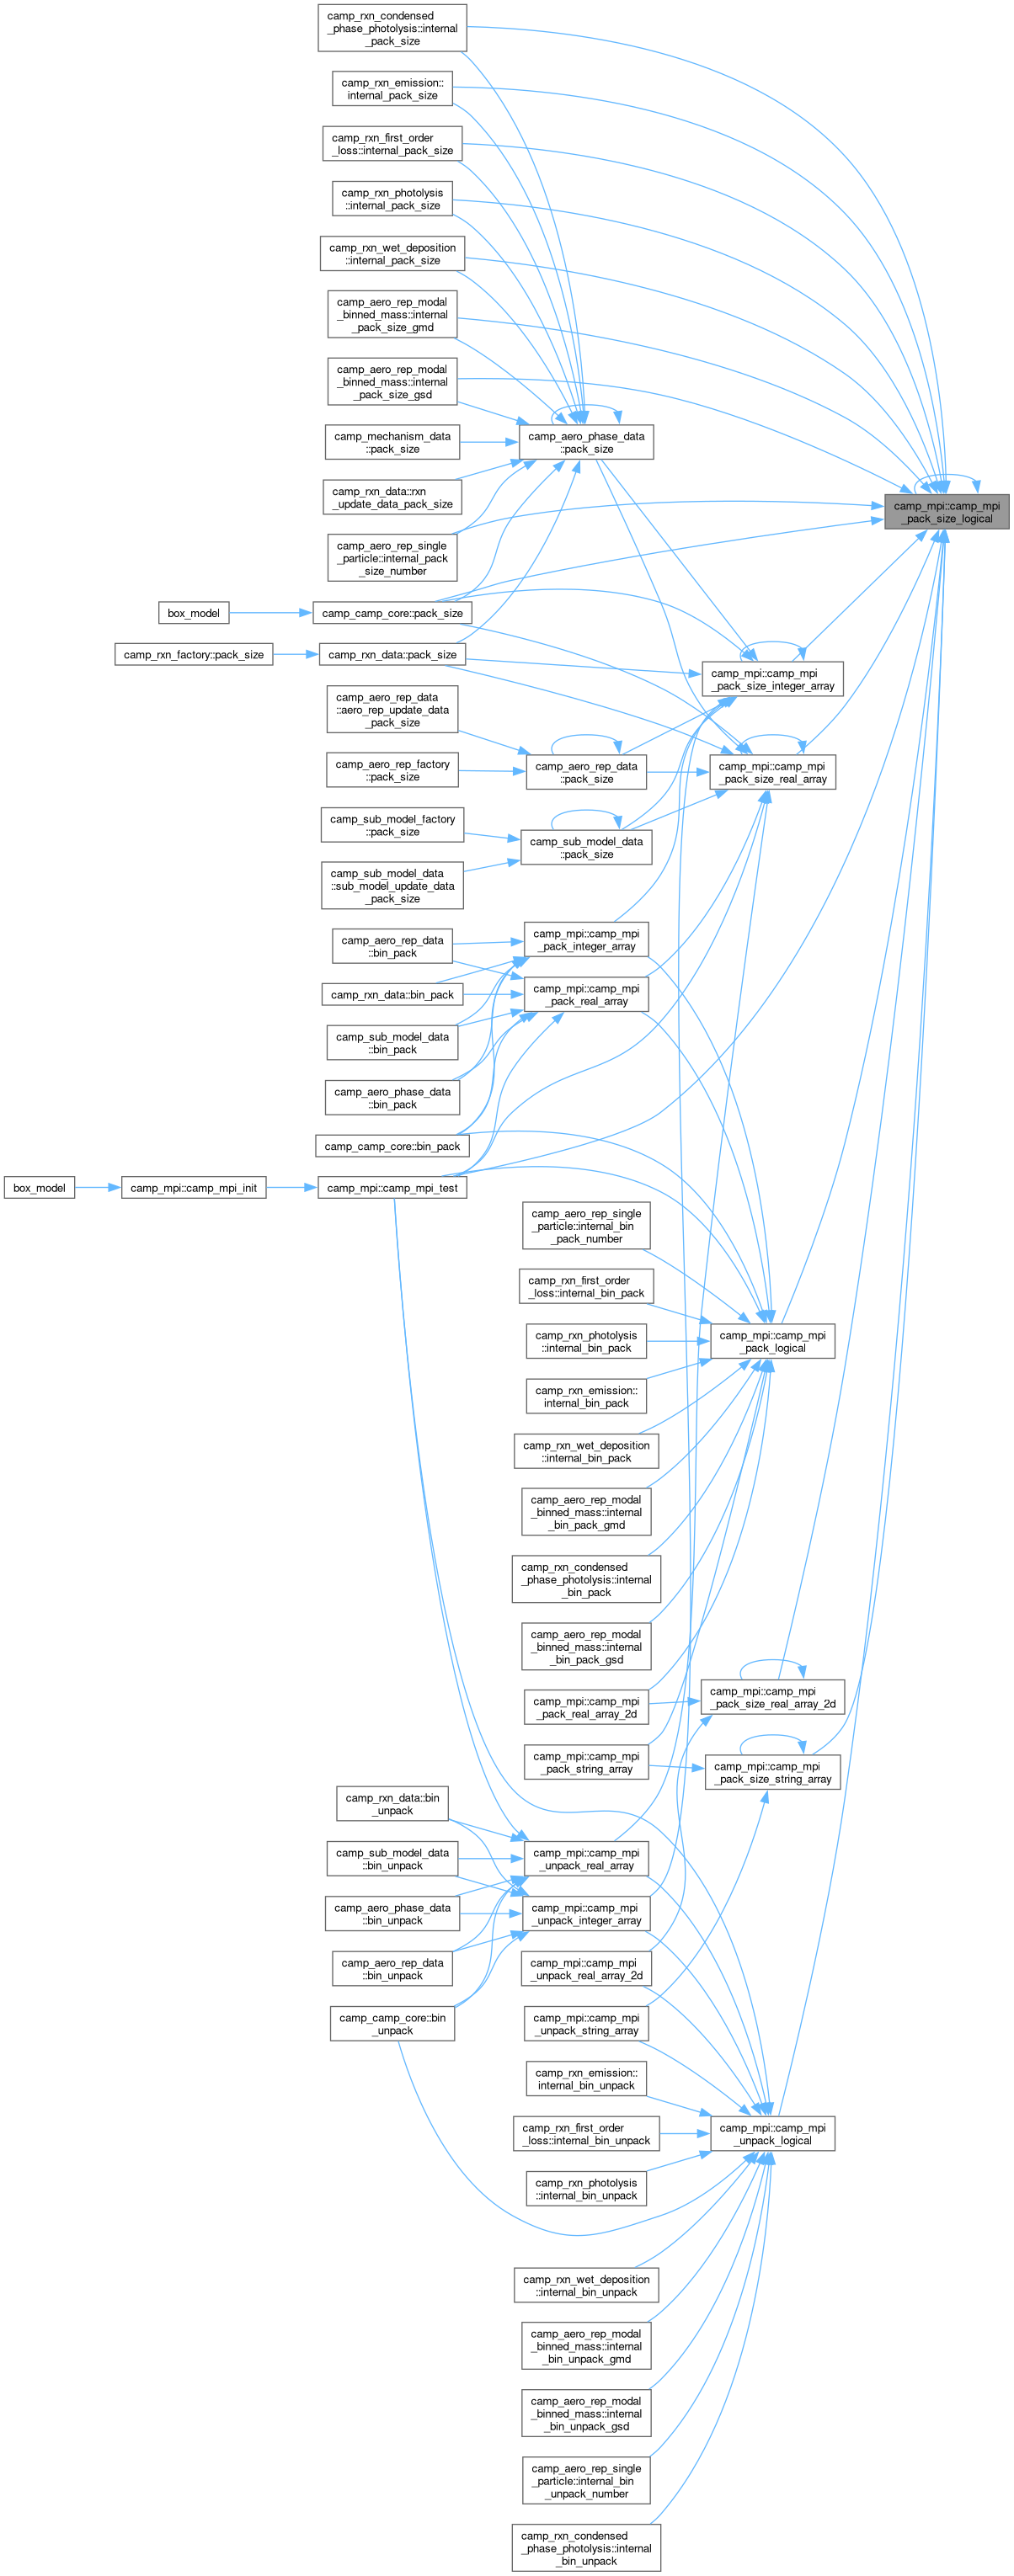 camp_rxn_condensed
_phase_photolysis::internal
_pack_size
camp_rxn_emission::
internal_pack_size
camp_rxn_first_order
_loss::internal_pack_size
camp_rxn_photolysis
::internal_pack_size
camp_rxn_wet_deposition
::internal_pack_size
camp_aero_rep_modal
_binned_mass::internal
_pack_size_gmd
camp_aero_rep_modal
_binned_mass::internal
_pack_size_gsd
camp_mechanism_data
::pack_size
camp_aero_phase_data
::pack_size
camp_rxn_data::rxn
_update_data_pack_size
camp_mpi::camp_mpi
_pack_size_logical
camp_aero_rep_single
_particle::internal_pack
_size_number
box_model
camp_camp_core::pack_size
camp_rxn_factory::pack_size
camp_rxn_data::pack_size
camp_mpi::camp_mpi
_pack_size_integer_array
camp_aero_rep_data
::aero_rep_update_data
_pack_size
camp_aero_rep_factory
::pack_size
camp_aero_rep_data
::pack_size
camp_mpi::camp_mpi
_pack_size_real_array
camp_sub_model_factory
::pack_size
camp_sub_model_data
::pack_size
camp_sub_model_data
::sub_model_update_data
_pack_size
camp_aero_rep_data
::bin_pack
camp_mpi::camp_mpi
_pack_integer_array
camp_rxn_data::bin_pack
camp_mpi::camp_mpi
_pack_real_array
camp_sub_model_data
::bin_pack
camp_aero_phase_data
::bin_pack
camp_camp_core::bin_pack
box_model
camp_mpi::camp_mpi_init
camp_mpi::camp_mpi_test
camp_aero_rep_single
_particle::internal_bin
_pack_number
camp_rxn_first_order
_loss::internal_bin_pack
camp_rxn_photolysis
::internal_bin_pack
camp_mpi::camp_mpi
_pack_logical
camp_rxn_emission::
internal_bin_pack
camp_rxn_wet_deposition
::internal_bin_pack
camp_aero_rep_modal
_binned_mass::internal
_bin_pack_gmd
camp_rxn_condensed
_phase_photolysis::internal
_bin_pack
camp_aero_rep_modal
_binned_mass::internal
_bin_pack_gsd
camp_mpi::camp_mpi
_pack_real_array_2d
camp_mpi::camp_mpi
_pack_size_real_array_2d
camp_mpi::camp_mpi
_pack_string_array
camp_mpi::camp_mpi
_pack_size_string_array
camp_rxn_data::bin
_unpack
camp_sub_model_data
::bin_unpack
camp_mpi::camp_mpi
_unpack_real_array
camp_aero_phase_data
::bin_unpack
camp_mpi::camp_mpi
_unpack_integer_array
camp_aero_rep_data
::bin_unpack
camp_mpi::camp_mpi
_unpack_real_array_2d
camp_camp_core::bin
_unpack
camp_mpi::camp_mpi
_unpack_string_array
camp_rxn_emission::
internal_bin_unpack
camp_rxn_first_order
_loss::internal_bin_unpack
camp_mpi::camp_mpi
_unpack_logical
camp_rxn_photolysis
::internal_bin_unpack
camp_rxn_wet_deposition
::internal_bin_unpack
camp_aero_rep_modal
_binned_mass::internal
_bin_unpack_gmd
camp_aero_rep_modal
_binned_mass::internal
_bin_unpack_gsd
camp_aero_rep_single
_particle::internal_bin
_unpack_number
camp_rxn_condensed
_phase_photolysis::internal
_bin_unpack